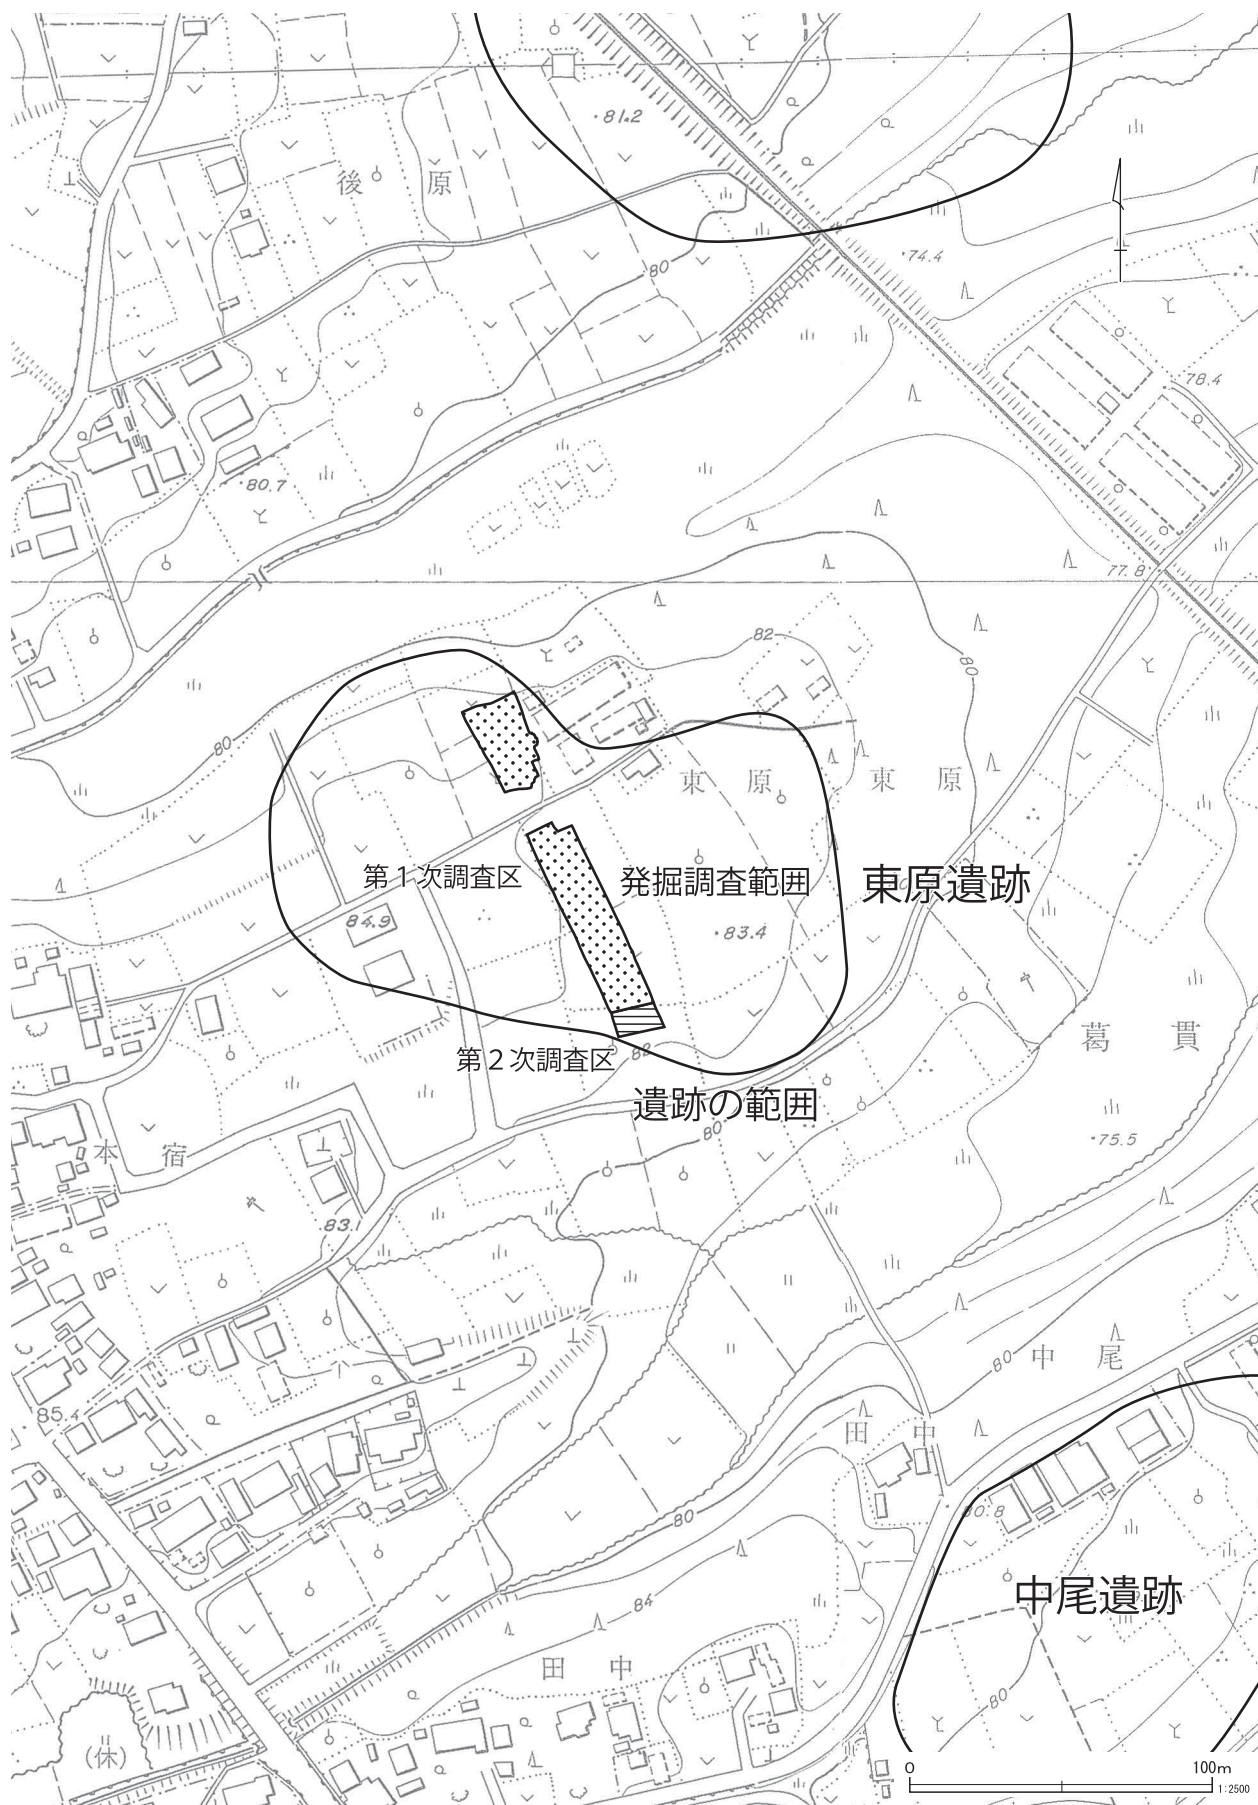 81.2
後原
74.4
80
78.4
80.7
77.8
82
80
80
東原
東原
第1次調査区
発掘調査範囲
東原遺跡
84.9
83.4
葛貫
第2次調査区
82
遺跡の範囲
80
75.5
本宿
83.1
80
中尾
85.4
田中
80.8
80
中尾遺跡
84
田中
80
(休)
0
100m
1:2500